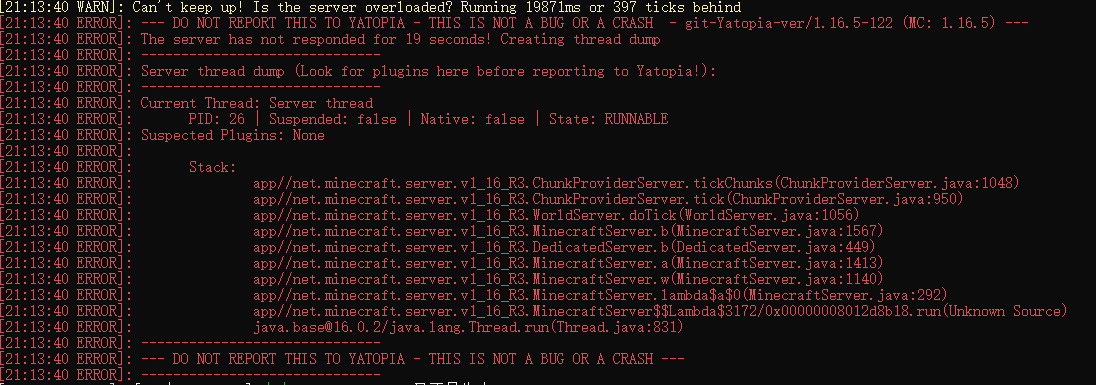 [21:13:40 WARN]: Can't keep up! Is the server overloaded? Running 19871ms or 397 ticks behind
[21:13:40 ERROR]: --- DO NOT REPORT THIS TO YATOPIA - THIS IS NOT A BUG OR A CRASH  - git-Yatopia-ver/1.16.5-122 (MC: 1.16.5) ---
[21:13:40 ERROR]: The server has not responded for 19 seconds! Creating thread dump
[21:13:40 ERROR]: ------------------------------
[21:13:40 ERROR]: Server thread dump (Look for plugins here before reporting to Yatopia!):
[21:13:40 ERROR]: ------------------------------
[21:13:40 ERROR]: Current Thread: Server thread
[21:13:40 ERROR]:       PID: 26 | Suspended: false | Native: false | State: RUNNABLE
[21:13:40 ERROR]: Suspected Plugins: None
[21:13:40 ERROR]:
[21:13:40 ERROR]:       Stack:
[21:13:40 ERROR]:               app//net.minecraft.server.v1_16_R3.ChunkProviderServer.tickChunks(ChunkProviderServer.java:1048)
[21:13:40 ERROR]:               app//net.minecraft.server.v1_16_R3.ChunkProviderServer.tick(ChunkProviderServer.java:950)
[21:13:40 ERROR]:               app//net.minecraft.server.v1_16_R3.WorldServer.doTick(WorldServer.java:1056)
[21:13:40 ERROR]:               app//net.minecraft.server.v1_16_R3.MinecraftServer.b(MinecraftServer.java:1567)
[21:13:40 ERROR]:               app//net.minecraft.server.v1_16_R3.DedicatedServer.b(DedicatedServer.java:449)
[21:13:40 ERROR]:               app//net.minecraft.server.v1_16_R3.MinecraftServer.a(MinecraftServer.java:1413)
[21:13:40 ERROR]:               app//net.minecraft.server.v1_16_R3.MinecraftServer.w(MinecraftServer.java:1140)
[21:13:40 ERROR]:               app//net.minecraft.server.v1_16_R3.MinecraftServer.lambda$a$0(MinecraftServer.java:292)
[21:13:40 ERROR]:               app//net.minecraft.server.v1_16_R3.MinecraftServer$$Lambda$3172/0x00000008012d8b18.run(Unknown Source)
[21:13:40 ERROR]:               java.base@16.0.2/java.lang.Thread.run(Thread.java:831)
[21:13:40 ERROR]: ------------------------------
[21:13:40 ERROR]: --- DO NOT REPORT THIS TO YATOPIA - THIS IS NOT A BUG OR A CRASH ---
[21:13:40 ERROR]: ------------------------------